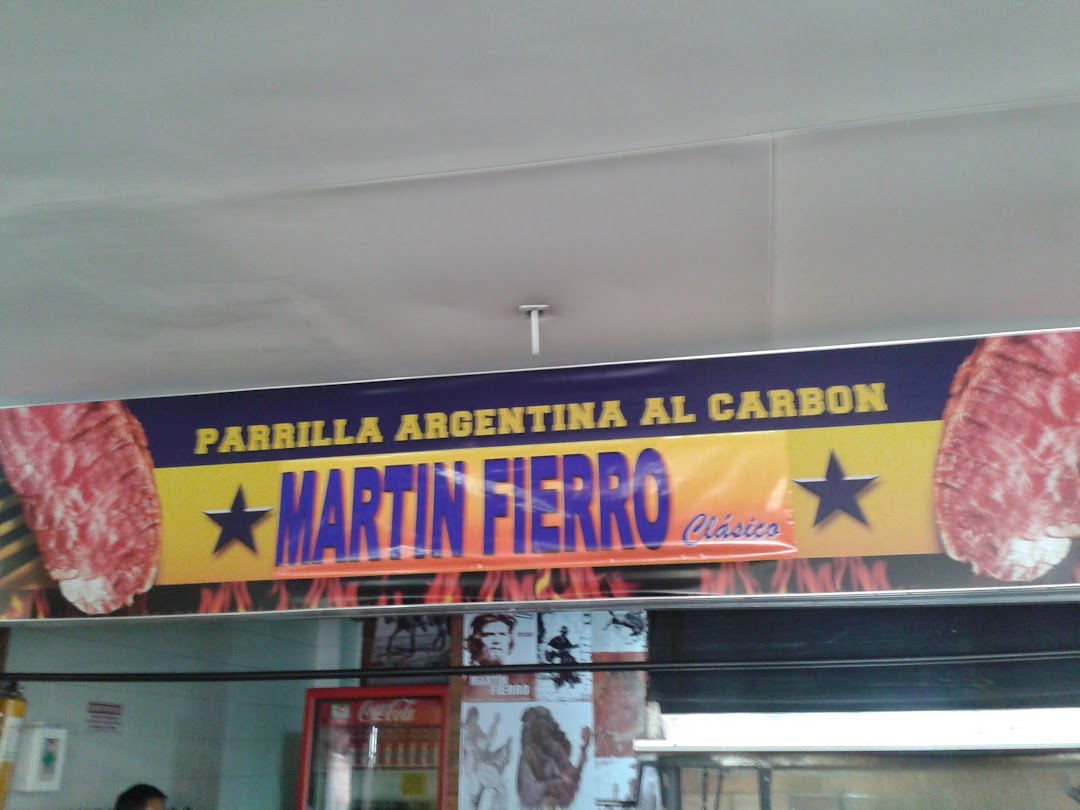 PARRILLA ARGENTINA AL CARBON
MARTIN FIERRO Clásico
Coca-Cola
MARTIN
FIERRO